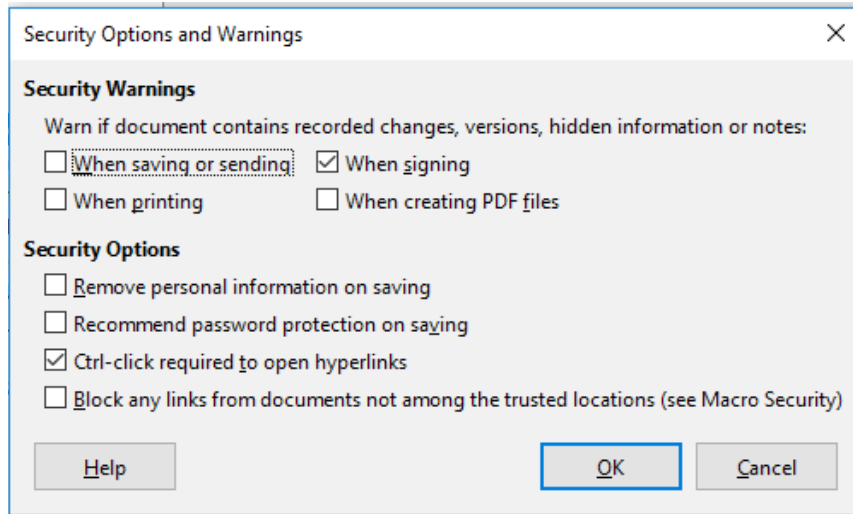 Security Options and Warnings
Security Warnings
Warn if document contains recorded changes, versions, hidden information or notes:
When saving or sending When signing
When printing When creating PDF files
Security Options
Remove personal information on saving
Recommend password protection on saving
Ctrl-click required to open hyperlinks
Block any links from documents not among the trusted locations (see Macro Security)
Help OK Cancel